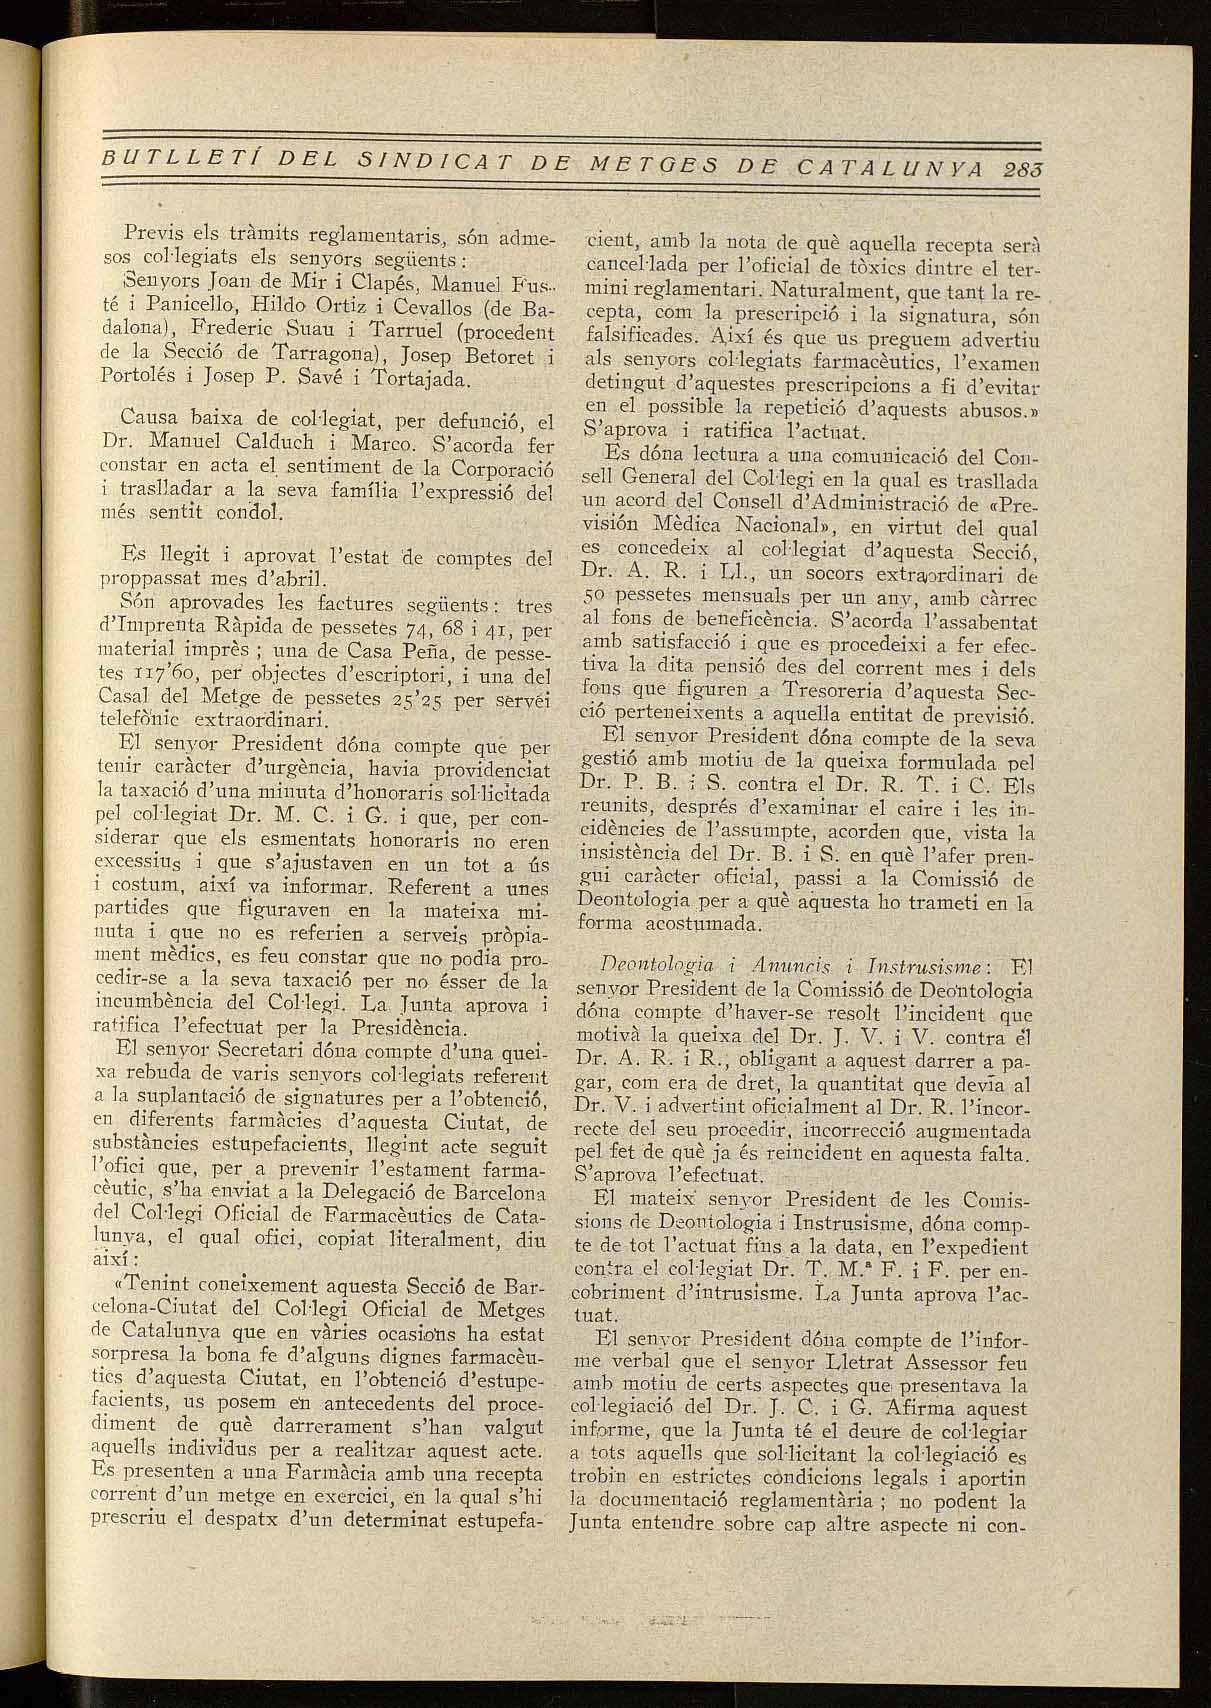 BUTLLETÍ DEL SINDICAT DE METGES DE CATALUNYA 283
Previs els tràmits reglamentaris, són adme-
sos col·legiats els senyors següents:
Senyors Joan de Mir i Clapés, Manuel Fus-
té i Panicello, Hildo Ortiz i Cevallos (de Ba-
dalona), Frederic Suau i Tarruel (procedent
de la Secció de Tarragona), Josep Betoret i
Portolés i Josep P. Savé i Tortajada.
Causa baixa de col·legiat, per defunció, el
Dr. Manuel Calduch i Marco. S'acorda fer
constar en acta el sentiment de la Corporació
i traslladar a la seva família l'expressió del
més sentit condol.
Es llegit i aprovat l'estat de comptes del
proppassat mes d'abril.
Són aprovades les factures següents: tres
d'Imprenta Ràpida de pessetes 74, 68 i 41, per
material imprès ; una de Casa Peña, de pesse-
tes 117'60, per objectes d'escriptori, i una del
Casal del Metge de pessetes 25'25 per servéi
telefònic extraordinari.
El senyor President dóna compte que per
tenir caràcter d'urgència, havia providenciat
la taxació d'una minuta d'honoraris sol·licitada
pel col·legiat Dr. M. C. i G. i que, per con-
siderar que els esmentats honoraris no eren
excessius i que s'ajustaven en un tot a ús
i costum, així va informar. Referent a unes
partides que figuraven en la mateixa mi-
nuta i que no es referien a serveis pròpia-
ment mèdics, es feu constar que no podia pro-
cedir-se a la seva taxació per no ésser de la
incumbència del Col·legi. La Junta aprova i
ratifica l'efectuat per la Presidència.
El senyor Secretari dóna compte d'una quei-
xa rebuda de varis senyors col·legiats referent
a la suplantació de signatures per a l'obtenció,
en diferents farmàcies d'aquesta Ciutat, de
substàncies estupefacients, llegint acte seguit
l'ofici que, per a prevenir l'estament farma-
cèutic, s'ha enviat a la Delegació de Barcelona
del Col·legi Oficial de Farmacèutics de Cata-
lunya, el qual ofici, copiat literalment, diu
així:
«Tenint coneixement aquesta Secció de Bar-
celona-Ciutat del Col·legi Oficial de Metges
de Catalunya que en vàries ocasions ha estat
sorpresa la bona fe d'alguns dignes farmacèu-
tics d'aquesta Ciutat, en l'obtenció d'estupe-
facients, us posem en antecedents del proce-
diment de què darrerament s'han valgut
aquells individus per a realitzar aquest acte.
Es presenten a una Farmàcia amb una recepta
corrent d'un metge en exercici, en la qual s'hi
prescriu el despatx d'un determinat estupefa-
cient, amb la nota de què aquella recepta serà
cancel·lada per l'oficial de tòxics dintre el ter-
mini reglamentari. Naturalment, que tant la re-
cepta, com la prescripció i la signatura, són
falsificades. Així és que us preguem advertiu
als senyors col·legiats farmacèutics, l'examen
detingut d'aquestes prescripcions a fi d'evitar
en el possible la repetició d'aquests abusos.»
S'aprova i ratifica l'actuat.
Es dóna lectura a una comunicació del Con-
sell General del Col·legi en la qual es trasllada
un acord del Consell d'Administració de «Pre-
visión Mèdica Nacional», en virtut del qual
es concedeix al col·legiat d'aquesta Secció,
Dr. A. R. i Ll., un socors extraordinari de
50 pessetes mensuals per un any, amb càrrec
al fons de beneficència. S'acorda l'assabentat
amb satisfacció i que es procedeixi a fer efec-
tiva la dita pensió des del corrent mes i dels
fons que figuren a Tresoreria d'aquesta Sec-
ció perteneixents a aquella entitat de previsió.
El senyor President dóna compte de la seva
gestió amb motiu de la queixa formulada pel
Dr. P. B. i S. contra el Dr. R. T. i C. Els
reunits, després d'examinar el caire i les in-
cidències de l'assumpte, acorden que, vista la
insistència del Dr. B. i S. en què l'afer pren-
gui caràcter oficial, passi a la Comissió de
Deontologia per a què aquesta ho trameti en la
forma acostumada.
Deontologia i Anuncis i Instrusisme: El
senyor President de la Comissió de Deontologia
dóna compte d'haver-se resolt l'incident que
motivà la queixa del Dr. J. V. i V. contra el
Dr. A. R. i R., obligant a aquest darrer a pa-
gar, com era de dret, la quantitat que devia al
Dr. V. i advertint oficialment al Dr. R. l'incor-
recte del seu procedir, incorrecció augmentada
pel fet de què ja és reincident en aquesta falta.
S'aprova l'efectuat.
El mateix senyor President de les Comis-
sions de Deontologia i Instrusisme, dóna comp-
te de tot l'actuat fins a la data, en l'expedient
contra el col·legiat Dr. T. M.ª F. i F. per en-
cobriment d'intrusisme. La Junta aprova l'ac-
tuat.
El senyor President dóna compte de l'infor-
me verbal que el senyor Lletrat Assessor feu
amb motiu de certs aspectes que presentava la
col·legiació del Dr. J. C. i G. Afirma aquest
informe, que la Junta té el deure de col·legiar
a tots aquells que sol·licitant la col·legiació es
trobin en estrictes condicions legals i aportin
la documentació reglamentària ; no podent la
Junta entendre sobre cap altre aspecte ni con-